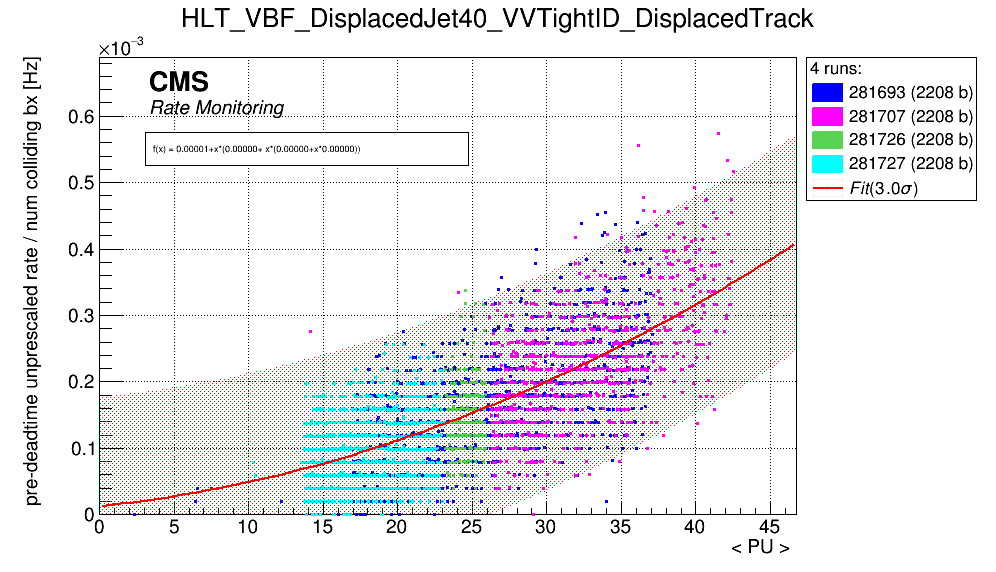 HLT_VBF_DisplacedJet40_VVTightID_DisplacedTrack
×10⁻³
CMS
Rate Monitoring
f(x) = 0.00001+x*(0.00000+ x*(0.00000+x*0.00000))
pre-deadtime unprescaled rate / num colliding bx [Hz]
0.6
0.5
0.4
0.3
0.2
0.1
0
0 5 10 15 20 25 30 35 40 45
< PU >
4 runs:
281693 (2208 b)
281707 (2208 b)
281726 (2208 b)
281727 (2208 b)
Fit(3.0σ)